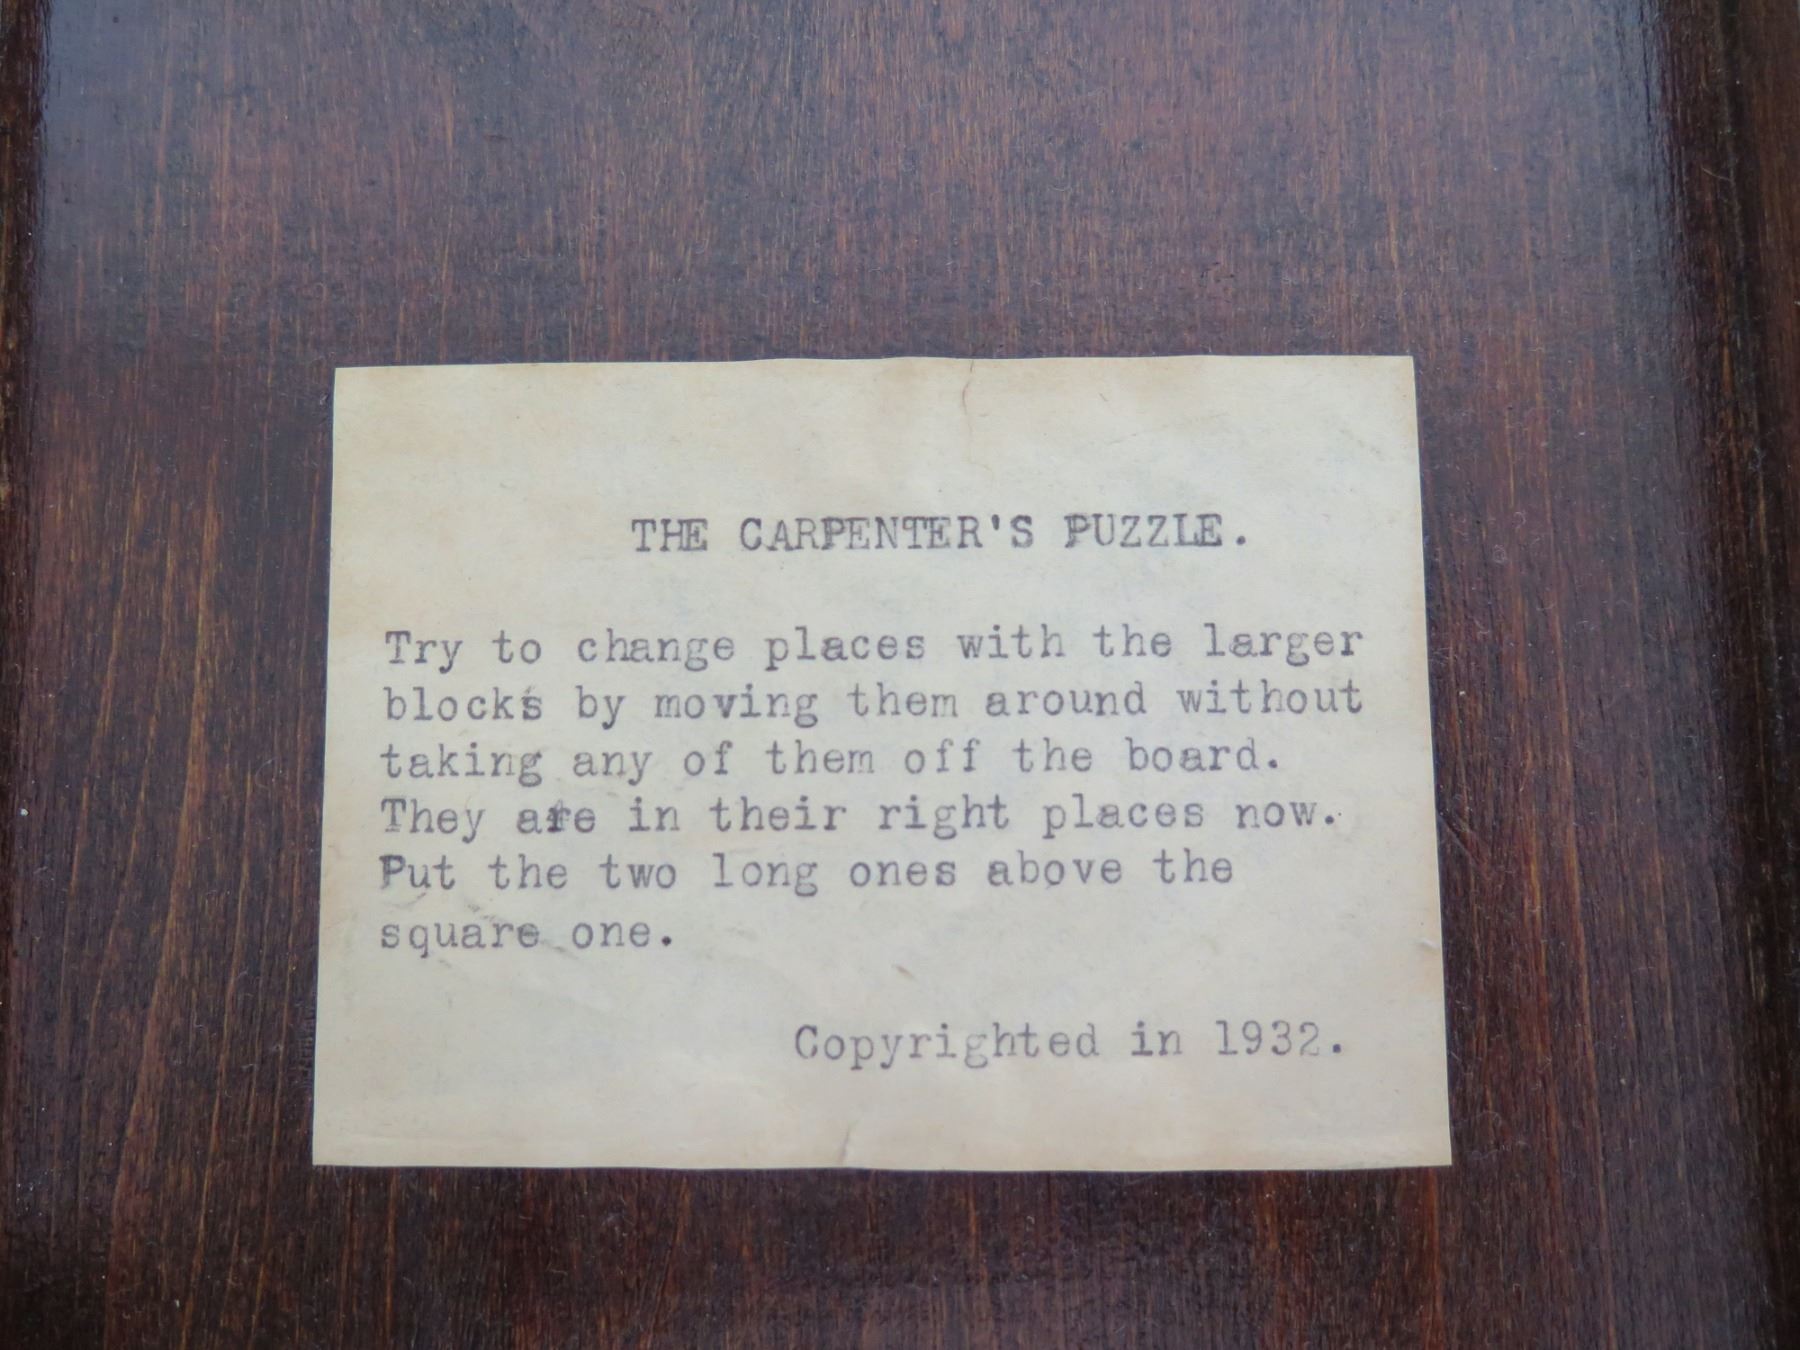 THE CARPENTER'S PUZZLE.
Try to change places with the larger
blocks by moving them around without
taking any of them off the board.
They are in their right places now.
Put the two long ones above the
square one.
Copyrighted in 1932.